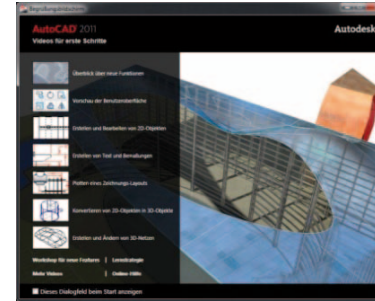 Begrüßungsbildschirm
AutoCAD 2011
Autodesk
Videos für erste Schritte
Überblick über neue Funktionen
Vorschau der Benutzeroberfläche
Erstellen und Bearbeiten von 2D-Objekten
Erstellen von Text und Bemaßungen
Plotten eines Zeichnungs-Layouts
Konvertieren von 2D-Objekten in 3D-Objekte
Erstellen und Ändern von 3D-Netzen
Workshop für neue Features | Lernstrategie
Mehr Videos | Online-Hilfe
Dieses Dialogfeld beim Start anzeigen